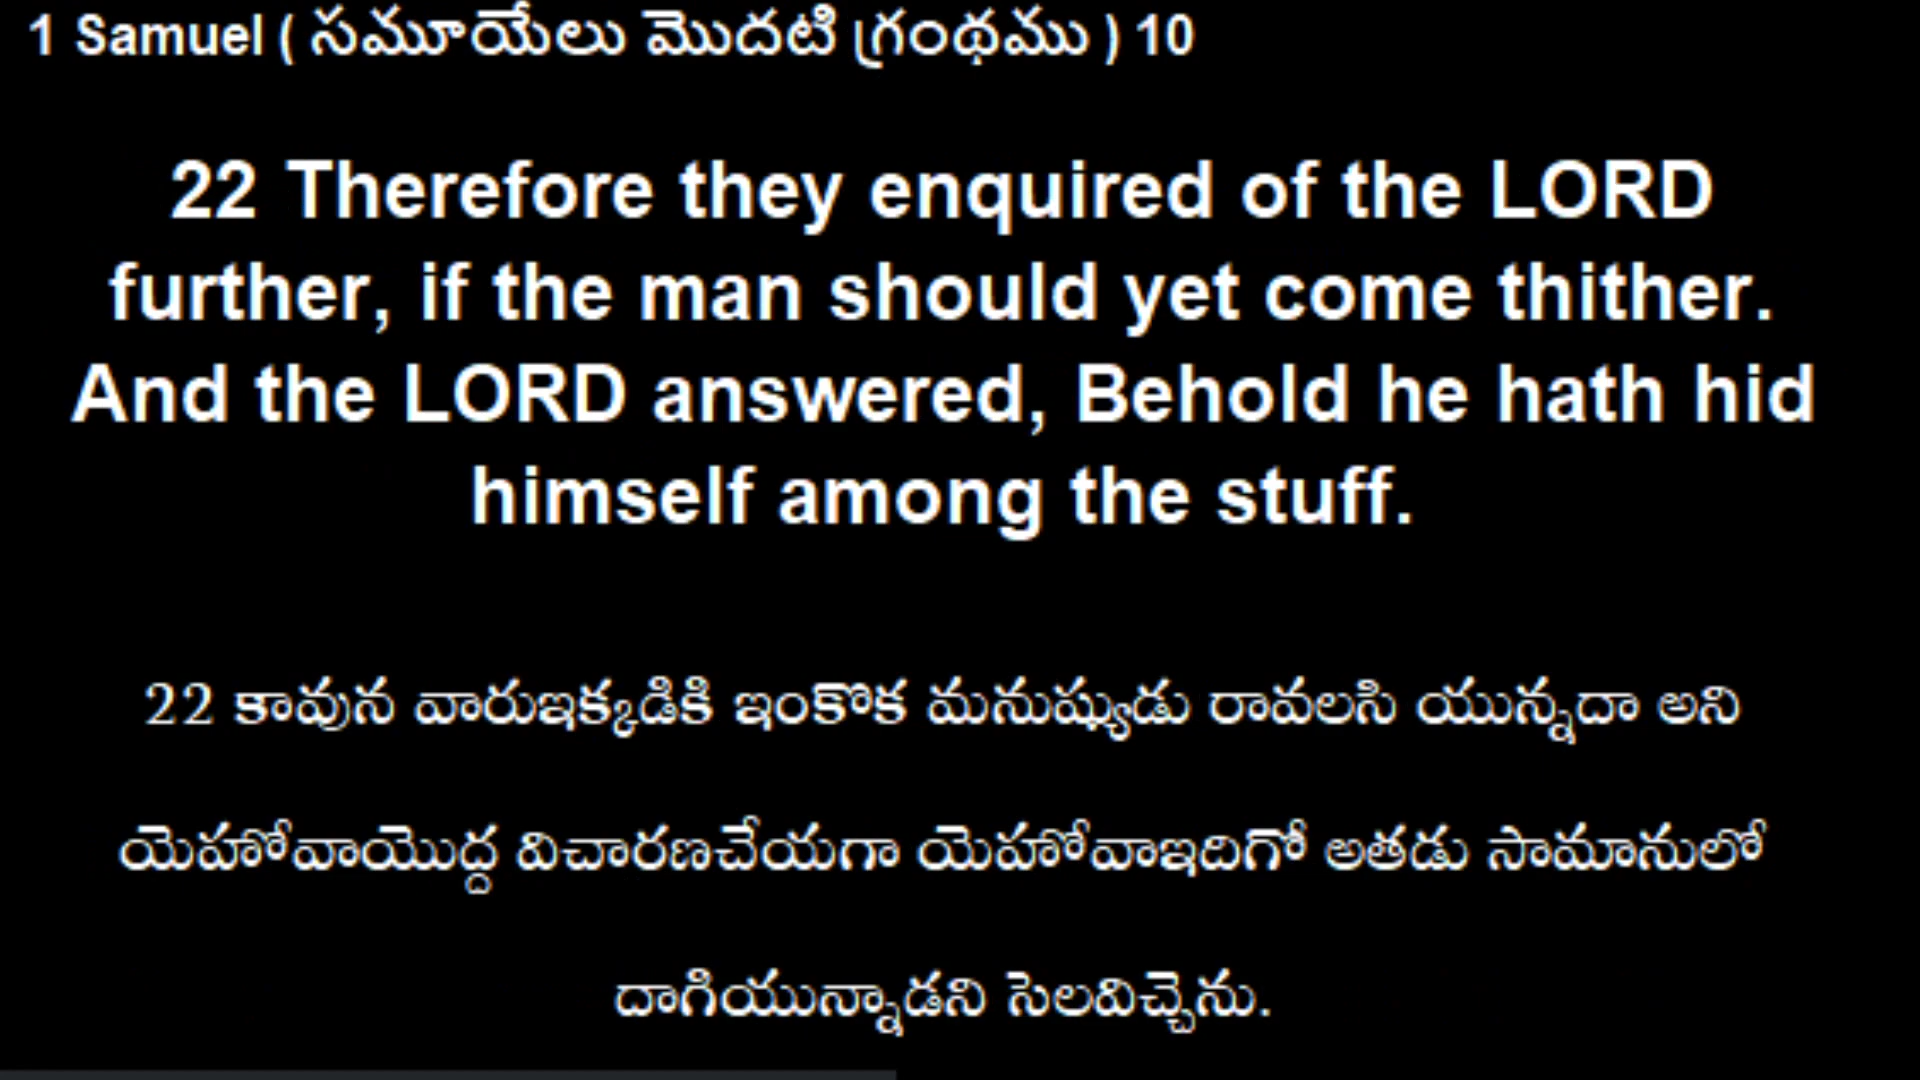 1 Samuel ( సమూయేలు మొదటి గ్రంథము ) 10
22 Therefore they enquired of the LORD
further, if the man should yet come thither.
And the LORD answered, Behold he hath hid
himself among the stuff.
22 కావున వారుఇక్కడికి ఇంకొక మనుష్యుడు రావలసి యున్నదా అని
యెహోవాయొద్ద విచారణచేయగా యెహోవాఇదిగో అతడు సామానులో
దాగియున్నాడని సెలవిచ్చెను.